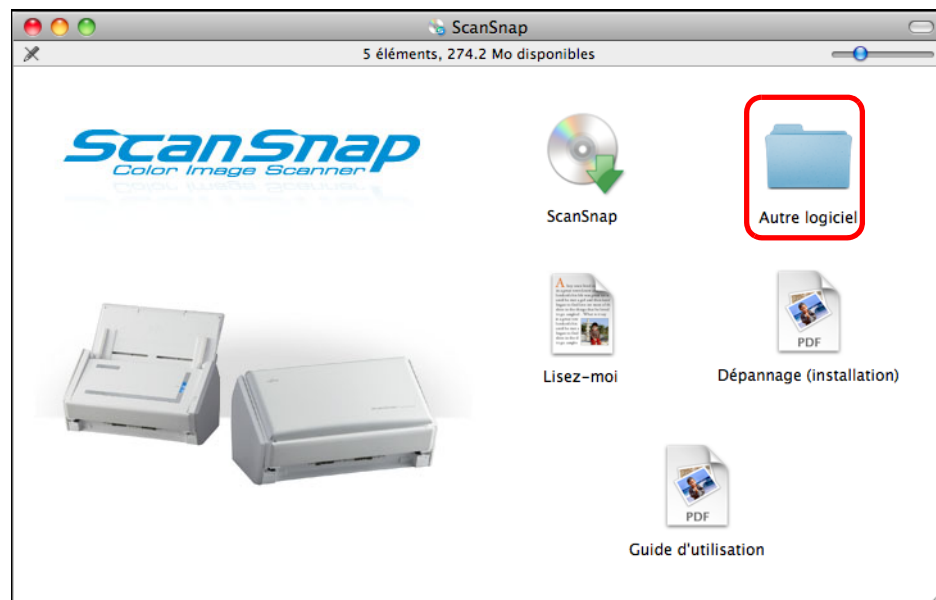 ScanSnap
5 éléments, 274.2 Mo disponibles
ScanSnap
Color Image Scanner
ScanSnap
Autre logiciel
Lisez-moi
PDF
Dépannage (installation)
PDF
Guide d'utilisation